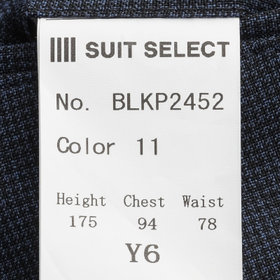 SUIT SELECT
No. BLKP2452
Color 11
Height Chest Waist
175 94 78
Y6